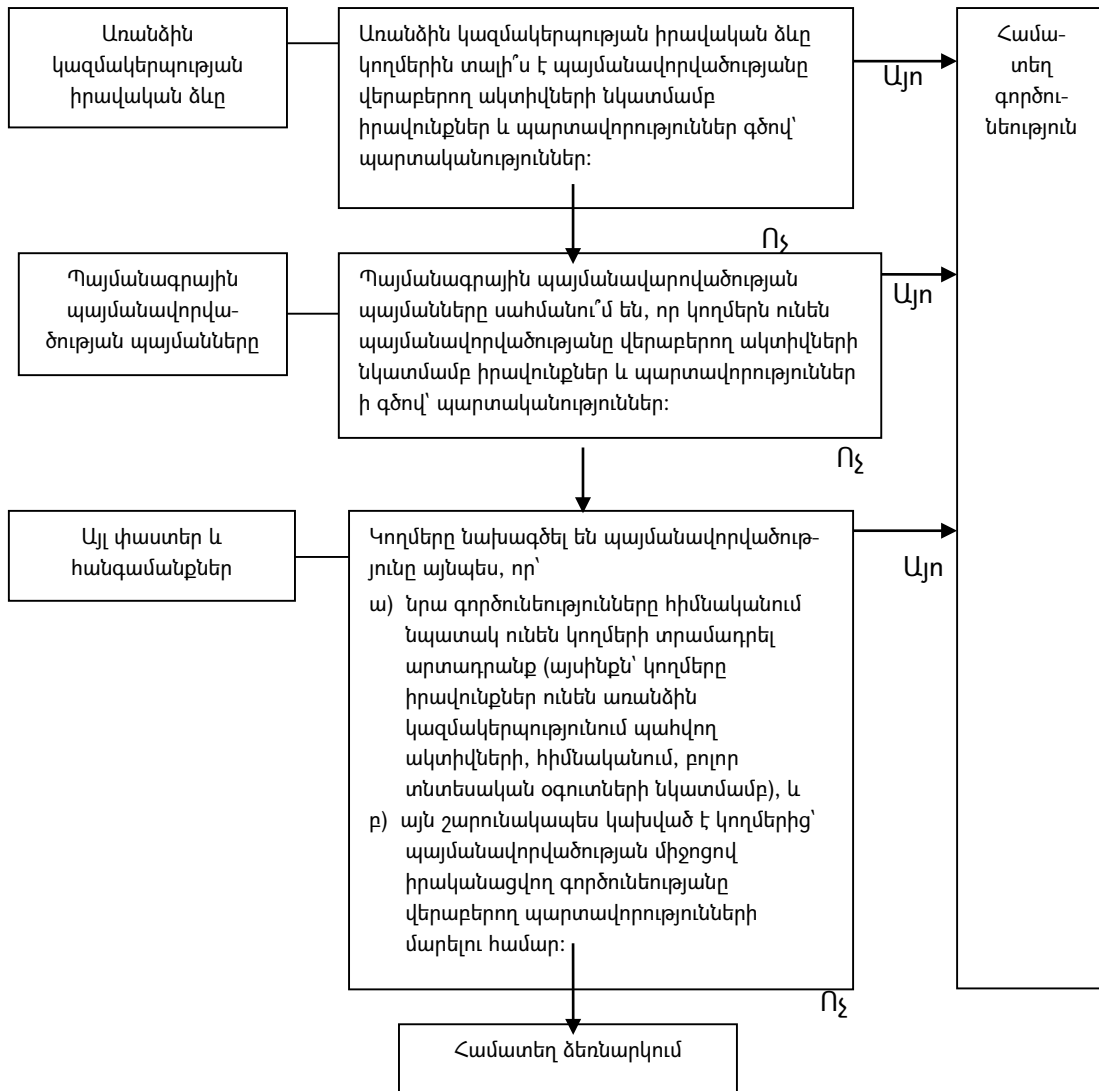 Առանձին
կազմակերպության
իրավական ձևը
Առանձին կազմակերպության իրավական ձևը
կողմերին տալի՞ս է պայմանավորվածությանը
վերաբերող ակտիվների նկատմամբ
իրավունքներ և պարտավորություններ գծով՝
պարտականություններ:
Այո
Համա-
տեղ
գործու-
նեություն
Ոչ
Պայմանագրային
պայմանավորվա-
ծության պայմանները
Պայմանագրային պայմանավարովածության
պայմանները սահմանու՞մ են, որ կողմերն ունեն
պայմանավորվածությանը վերաբերող ակտիվների
նկատմամբ իրավունքներ և պարտավորություններ
ի գծով՝ պարտականություններ:
Այո
Ոչ
Այլ փաստեր և
հանգամանքներ
Կողմերը նախագծել են պայմանավորվածութ-
յունը այնպես, որ՝
ա) նրա գործունեությունները հիմնականում
նպատակ ունեն կողմերի տրամադրել
արտադրանք (այսինքն՝ կողմերը
իրավունքներ ունեն առանձին
կազմակերպությունում պահվող
ակտիվների, հիմնականում, բոլոր
տնտեսական օգուտների նկատմամբ), և
բ) այն շարունակապես կախված է կողմերից՝
պայմանավորվածության միջոցով
իրականացվող գործունեությանը
վերաբերող պարտավորությունների
մարելու համար:
Այո
Ոչ
Համատեղ ձեռնարկում